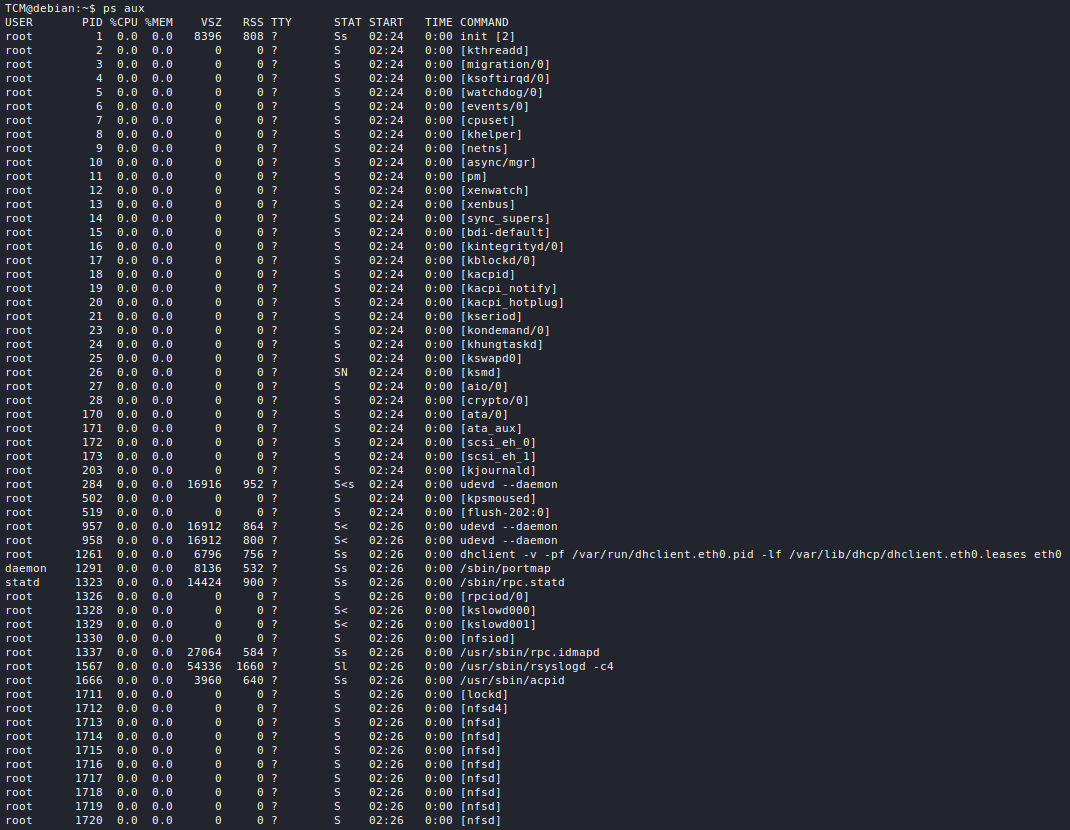 TCM@debian:~$ ps aux
USER       PID %CPU %MEM    VSZ   RSS TTY      STAT START   TIME COMMAND
root         1  0.0  0.0   8396   808 ?        Ss   02:24   0:00 init [2]
root         2  0.0  0.0      0     0 ?        S    02:24   0:00 [kthreadd]
root         3  0.0  0.0      0     0 ?        S    02:24   0:00 [migration/0]
root         4  0.0  0.0      0     0 ?        S    02:24   0:00 [ksoftirqd/0]
root         5  0.0  0.0      0     0 ?        S    02:24   0:00 [watchdog/0]
root         6  0.0  0.0      0     0 ?        S    02:24   0:00 [events/0]
root         7  0.0  0.0      0     0 ?        S    02:24   0:00 [cpuset]
root         8  0.0  0.0      0     0 ?        S    02:24   0:00 [khelper]
root         9  0.0  0.0      0     0 ?        S    02:24   0:00 [netns]
root        10  0.0  0.0      0     0 ?        S    02:24   0:00 [async/mgr]
root        11  0.0  0.0      0     0 ?        S    02:24   0:00 [pm]
root        12  0.0  0.0      0     0 ?        S    02:24   0:00 [xenwatch]
root        13  0.0  0.0      0     0 ?        S    02:24   0:00 [xenbus]
root        14  0.0  0.0      0     0 ?        S    02:24   0:00 [sync_supers]
root        15  0.0  0.0      0     0 ?        S    02:24   0:00 [bdi-default]
root        16  0.0  0.0      0     0 ?        S    02:24   0:00 [kintegrityd/0]
root        17  0.0  0.0      0     0 ?        S    02:24   0:00 [kblockd/0]
root        18  0.0  0.0      0     0 ?        S    02:24   0:00 [kacpid]
root        19  0.0  0.0      0     0 ?        S    02:24   0:00 [kacpi_notify]
root        20  0.0  0.0      0     0 ?        S    02:24   0:00 [kacpi_hotplug]
root        21  0.0  0.0      0     0 ?        S    02:24   0:00 [kseriod]
root        23  0.0  0.0      0     0 ?        S    02:24   0:00 [kondemand/0]
root        24  0.0  0.0      0     0 ?        S    02:24   0:00 [khungtaskd]
root        25  0.0  0.0      0     0 ?        S    02:24   0:00 [kswapd0]
root        26  0.0  0.0      0     0 ?        SN   02:24   0:00 [ksmd]
root        27  0.0  0.0      0     0 ?        S    02:24   0:00 [aio/0]
root        28  0.0  0.0      0     0 ?        S    02:24   0:00 [crypto/0]
root       170  0.0  0.0      0     0 ?        S    02:24   0:00 [ata/0]
root       171  0.0  0.0      0     0 ?        S    02:24   0:00 [ata_aux]
root       172  0.0  0.0      0     0 ?        S    02:24   0:00 [scsi_eh_0]
root       173  0.0  0.0      0     0 ?        S    02:24   0:00 [scsi_eh_1]
root       203  0.0  0.0      0     0 ?        S    02:24   0:00 [kjournald]
root       284  0.0  0.0  16916   952 ?        S<s  02:24   0:00 udevd --daemon
root       502  0.0  0.0      0     0 ?        S    02:24   0:00 [kpsmoused]
root       519  0.0  0.0      0     0 ?        S    02:24   0:00 [flush-202:0]
root       957  0.0  0.0  16912   864 ?        S<   02:26   0:00 udevd --daemon
root       958  0.0  0.0  16912   800 ?        S<   02:26   0:00 udevd --daemon
root      1261  0.0  0.0   6796   756 ?        Ss   02:26   0:00 dhclient -v -pf /var/run/dhclient.eth0.pid -lf /var/lib/dhcp/dhclient.eth0.leases eth0
daemon    1291  0.0  0.0   8136   532 ?        Ss   02:26   0:00 /sbin/portmap
statd     1323  0.0  0.0  14424   900 ?        Ss   02:26   0:00 /sbin/rpc.statd
root      1326  0.0  0.0      0     0 ?        S    02:26   0:00 [rpciod/0]
root      1328  0.0  0.0      0     0 ?        S<   02:26   0:00 [kslowd000]
root      1329  0.0  0.0      0     0 ?        S<   02:26   0:00 [kslowd001]
root      1330  0.0  0.0      0     0 ?        S    02:26   0:00 [nfsiod]
root      1337  0.0  0.0  27064   584 ?        Ss   02:26   0:00 /usr/sbin/rpc.idmapd
root      1567  0.0  0.0  54336  1660 ?        Sl   02:26   0:00 /usr/sbin/rsyslogd -c4
root      1666  0.0  0.0   3960   640 ?        Ss   02:26   0:00 /usr/sbin/acpid
root      1711  0.0  0.0      0     0 ?        S    02:26   0:00 [lockd]
root      1712  0.0  0.0      0     0 ?        S    02:26   0:00 [nfsd4]
root      1713  0.0  0.0      0     0 ?        S    02:26   0:00 [nfsd]
root      1714  0.0  0.0      0     0 ?        S    02:26   0:00 [nfsd]
root      1715  0.0  0.0      0     0 ?        S    02:26   0:00 [nfsd]
root      1716  0.0  0.0      0     0 ?        S    02:26   0:00 [nfsd]
root      1717  0.0  0.0      0     0 ?        S    02:26   0:00 [nfsd]
root      1718  0.0  0.0      0     0 ?        S    02:26   0:00 [nfsd]
root      1719  0.0  0.0      0     0 ?        S    02:26   0:00 [nfsd]
root      1720  0.0  0.0      0     0 ?        S    02:26   0:00 [nfsd]